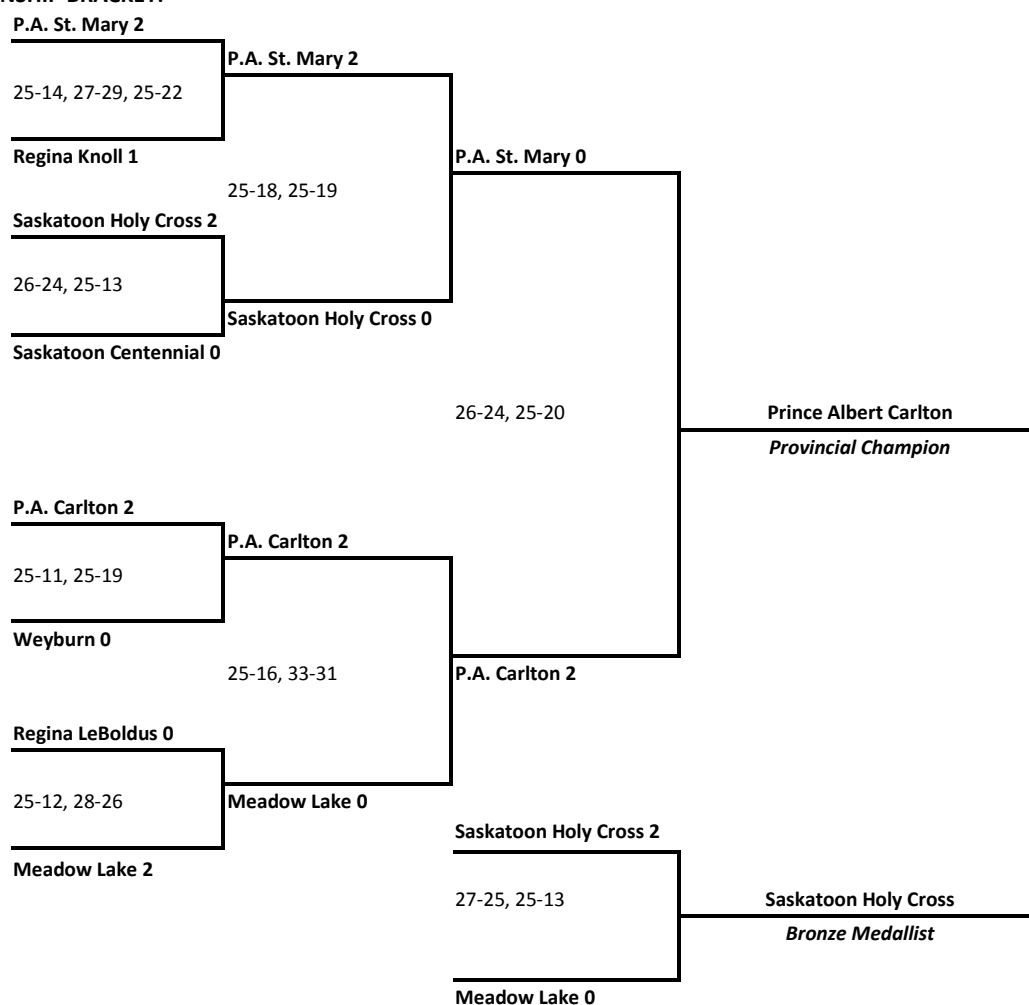 P.A. St. Mary 2
P.A. St. Mary 2
25-14, 27-29, 25-22
Regina Knoll 1
P.A. St. Mary 0
25-18, 25-19
Saskatoon Holy Cross 2
26-24, 25-13
Saskatoon Holy Cross 0
Saskatoon Centennial 0
26-24, 25-20
Prince Albert Carlton
Provincial Champion
P.A. Carlton 2
P.A. Carlton 2
25-11, 25-19
Weyburn 0
25-16, 33-31
P.A. Carlton 2
Regina LeBoldus 0
25-12, 28-26
Meadow Lake 0
Saskatoon Holy Cross 2
Meadow Lake 2
27-25, 25-13
Saskatoon Holy Cross
Bronze Medallist
Meadow Lake 0